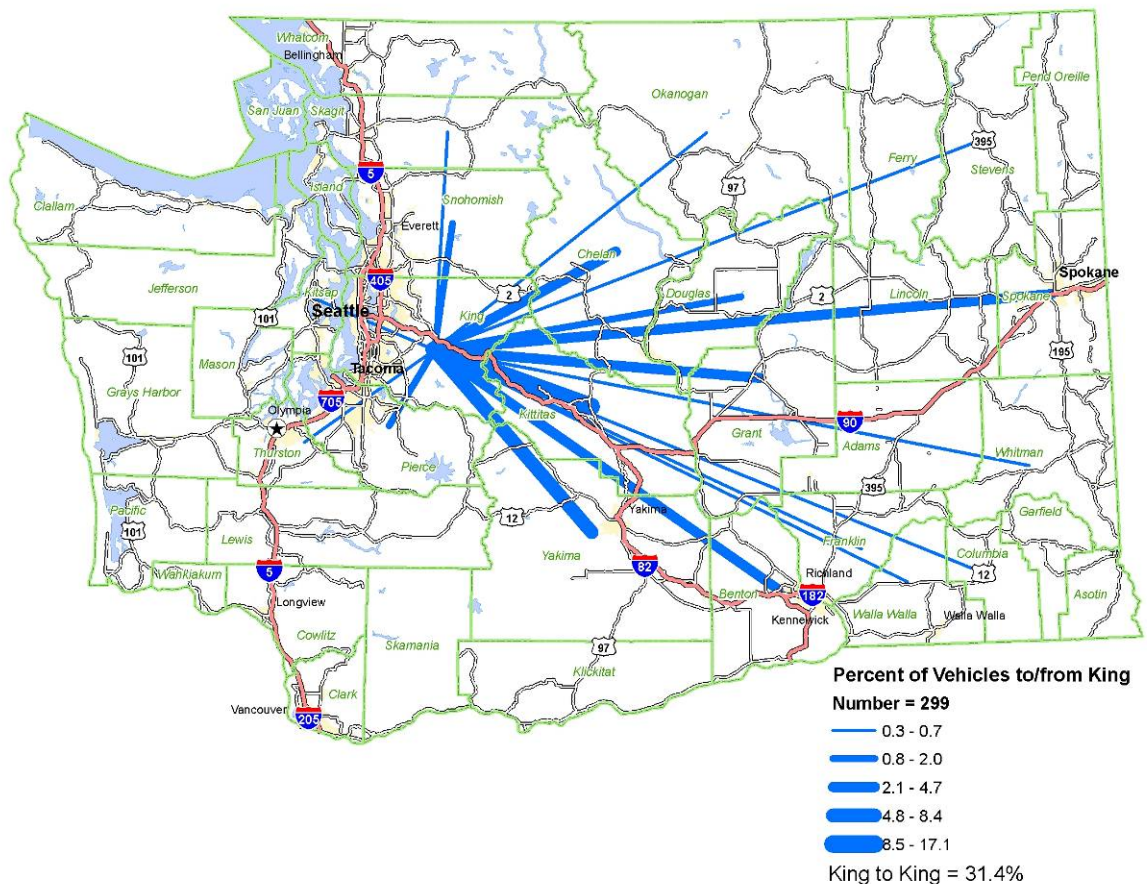 Whatcom
Bellingham
Pend Oreille
Okanogan
San Juan
Skagit
Ferry
395
Stevens
5
97
Island
Snohomish
Clallam
Everett
Chelan
Jefferson
405
Kitsap
2
Douglas
2
Lincoln
Spokane
Spokane
Seattle
King
101
101
Mason
Tacoma
195
Grays Harbor
705
Olympia
Kittitas
Grant
90
Adams
Thurston
Pierce
Whitman
395
Pacific
101
12
Yakima
Garfield
Lewis
Yakima
Franklin
Columbia
Wahkiakum
5
82
Richland
12
Longview
Benton
182
Asotin
Kennewick
Walla Walla
Walla Walla
Cowlitz
Skamania
97
Klickitat
Clark
Vancouver
205
Percent of Vehicles to/from King
Number = 299
0.3 - 0.7
0.8 - 2.0
2.1 - 4.7
4.8 - 8.4
8.5 - 17.1
King to King = 31.4%